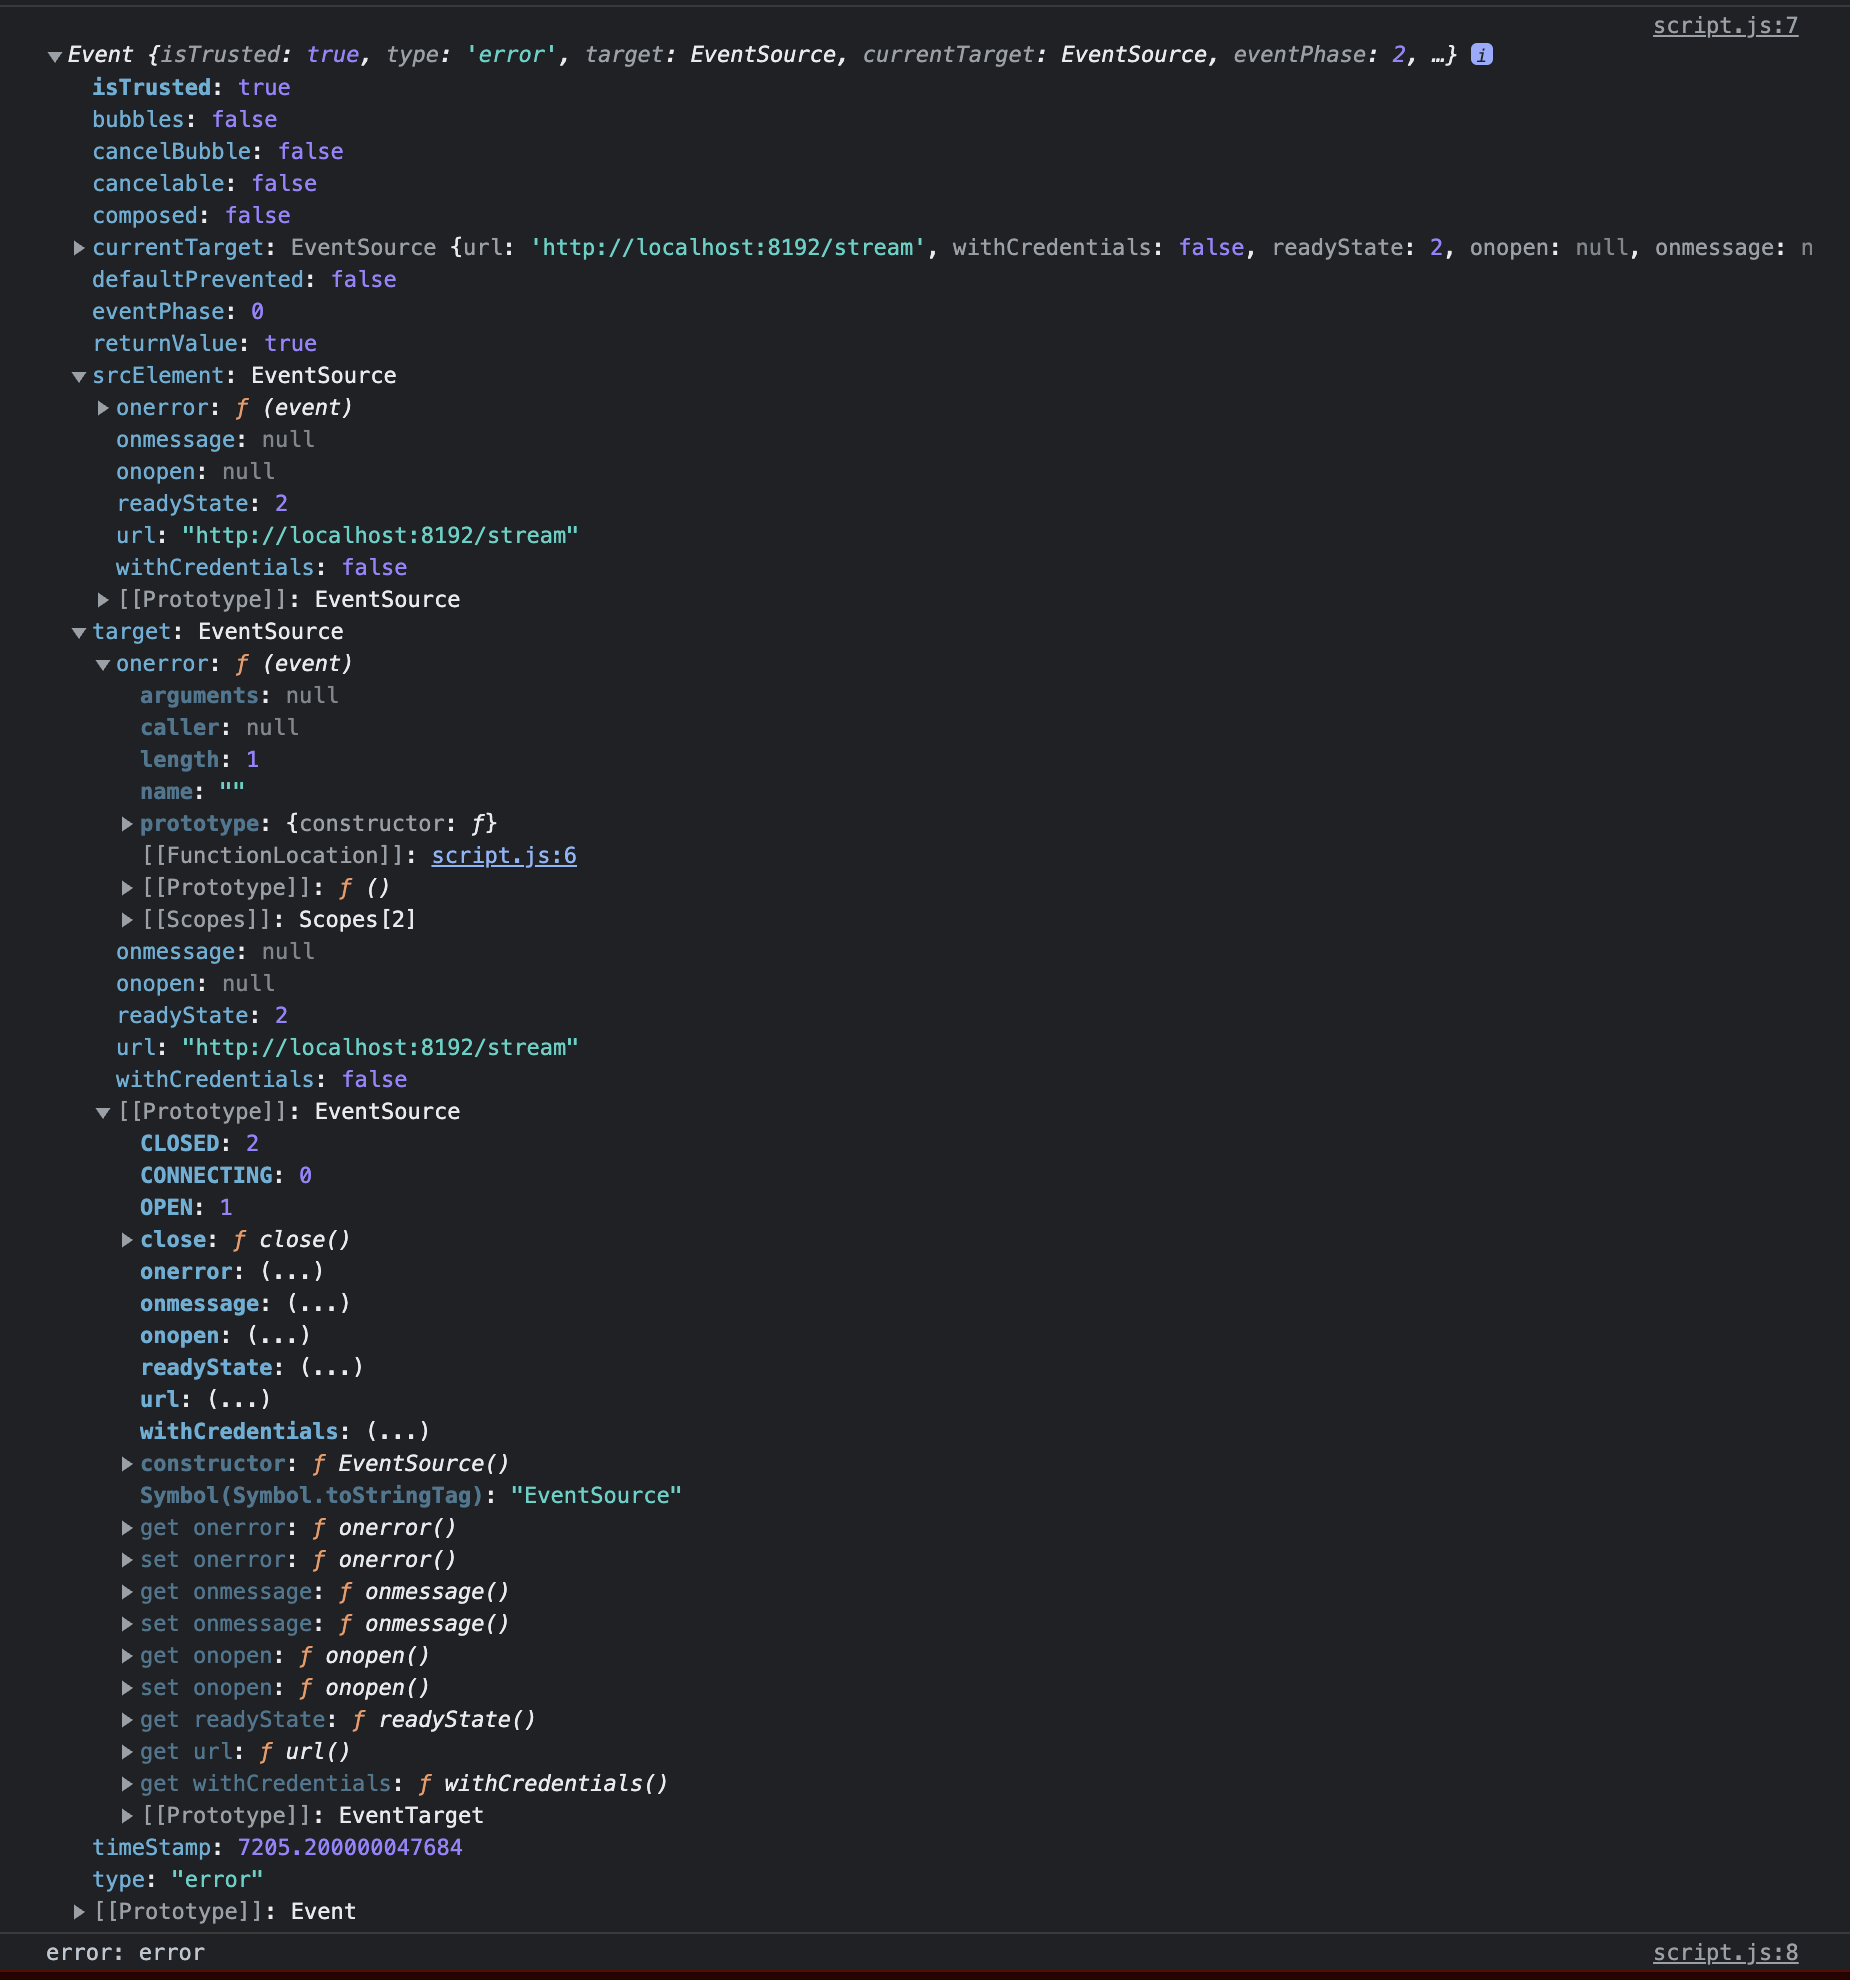 script.js:7
▼Event {isTrusted: true, type: 'error', target: EventSource, currentTarget: EventSource, eventPhase: 2, …} i
isTrusted: true
bubbles: false
cancelBubble: false
cancelable: false
composed: false
▶currentTarget: EventSource {url: 'http://localhost:8192/stream', withCredentials: false, readyState: 2, onopen: null, onmessage: n
defaultPrevented: false
eventPhase: 0
returnValue: true
▼srcElement: EventSource
▶onerror: ƒ (event)
onmessage: null
onopen: null
readyState: 2
url: "http://localhost:8192/stream"
withCredentials: false
▶[[Prototype]]: EventSource
▼target: EventSource
▼onerror: ƒ (event)
arguments: null
caller: null
length: 1
name: ""
▶prototype: {constructor: ƒ}
[[FunctionLocation]]: script.js:6
▶[[Prototype]]: ƒ ()
▶[[Scopes]]: Scopes[2]
onmessage: null
onopen: null
readyState: 2
url: "http://localhost:8192/stream"
withCredentials: false
▼[[Prototype]]: EventSource
CLOSED: 2
CONNECTING: 0
OPEN: 1
▶close: ƒ close()
onerror: (...)
onmessage: (...)
onopen: (...)
readyState: (...)
url: (...)
withCredentials: (...)
▶constructor: ƒ EventSource()
Symbol(Symbol.toStringTag): "EventSource"
▶get onerror: ƒ onerror()
▶set onerror: ƒ onerror()
▶get onmessage: ƒ onmessage()
▶set onmessage: ƒ onmessage()
▶get onopen: ƒ onopen()
▶set onopen: ƒ onopen()
▶get readyState: ƒ readyState()
▶get url: ƒ url()
▶get withCredentials: ƒ withCredentials()
▶[[Prototype]]: EventTarget
timeStamp: 7205.200000047684
type: "error"
▶[[Prototype]]: Event
error: error script.js:8